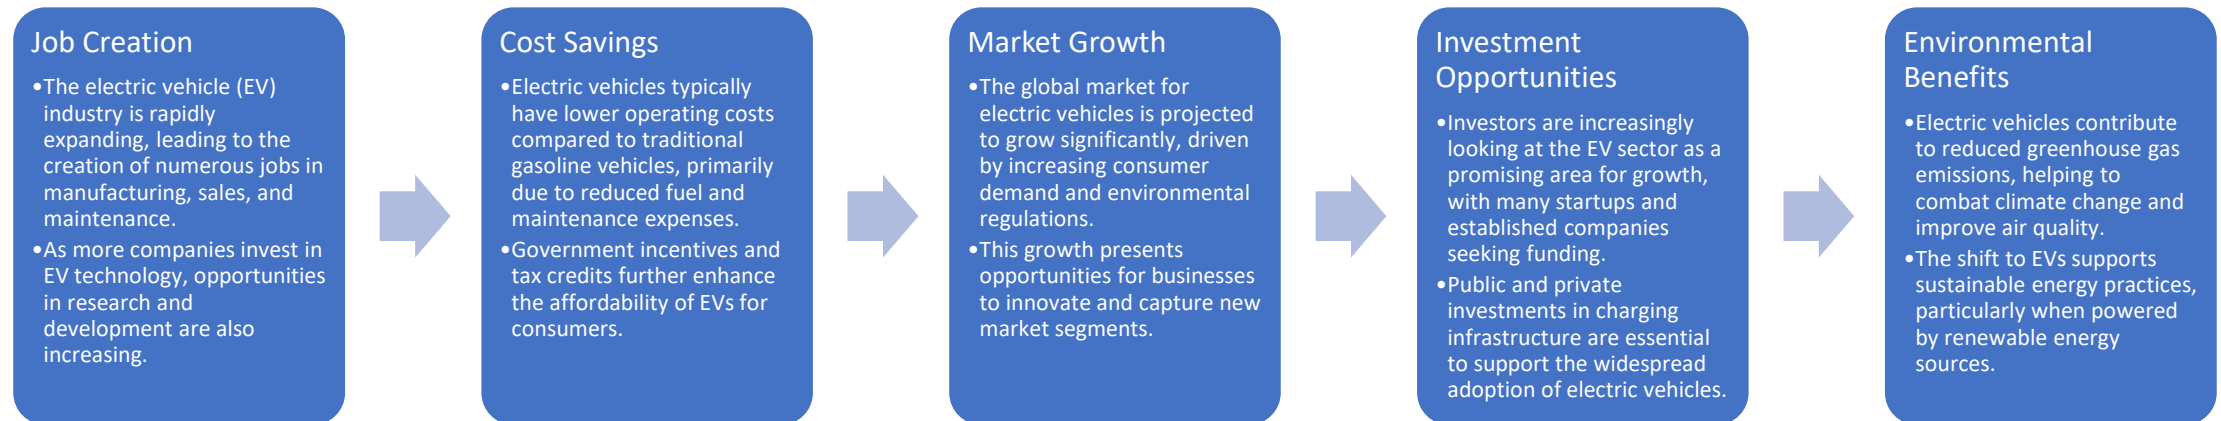 Job Creation
•The electric vehicle (EV)
industry is rapidly
expanding, leading to the
creation of numerous jobs in
manufacturing, sales, and
maintenance.
•As more companies invest in
EV technology, opportunities
in research and
development are also
increasing.
Cost Savings
•Electric vehicles typically
have lower operating costs
compared to traditional
gasoline vehicles, primarily
due to reduced fuel and
maintenance expenses.
•Government incentives and
tax credits further enhance
the affordability of EVs for
consumers.
Market Growth
•The global market for
electric vehicles is projected
to grow significantly, driven
by increasing consumer
demand and environmental
regulations.
•This growth presents
opportunities for businesses
to innovate and capture new
market segments.
Investment
Opportunities
•Investors are increasingly
looking at the EV sector as a
promising area for growth,
with many startups and
established companies
seeking funding.
•Public and private
investments in charging
infrastructure are essential
to support the widespread
adoption of electric vehicles.
Environmental
Benefits
•Electric vehicles contribute
to reduced greenhouse gas
emissions, helping to
combat climate change and
improve air quality.
•The shift to EVs supports
sustainable energy practices,
particularly when powered
by renewable energy
sources.